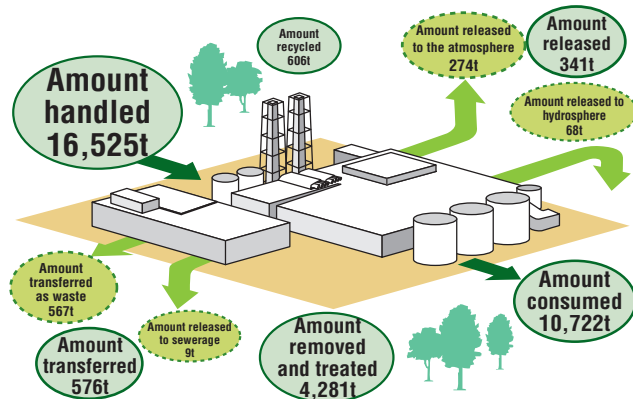 Amount
recycled
606t
Amount released
to the atmosphere
274t
Amount
released
341t
Amount
handled
16,525t
Amount released to
hydrosphere
68t
Amount
transferred
as waste
567t
Amount released
to sewerage
9t
Amount
consumed
10,722t
Amount
transferred
576t
Amount
removed
and treated
4,281t